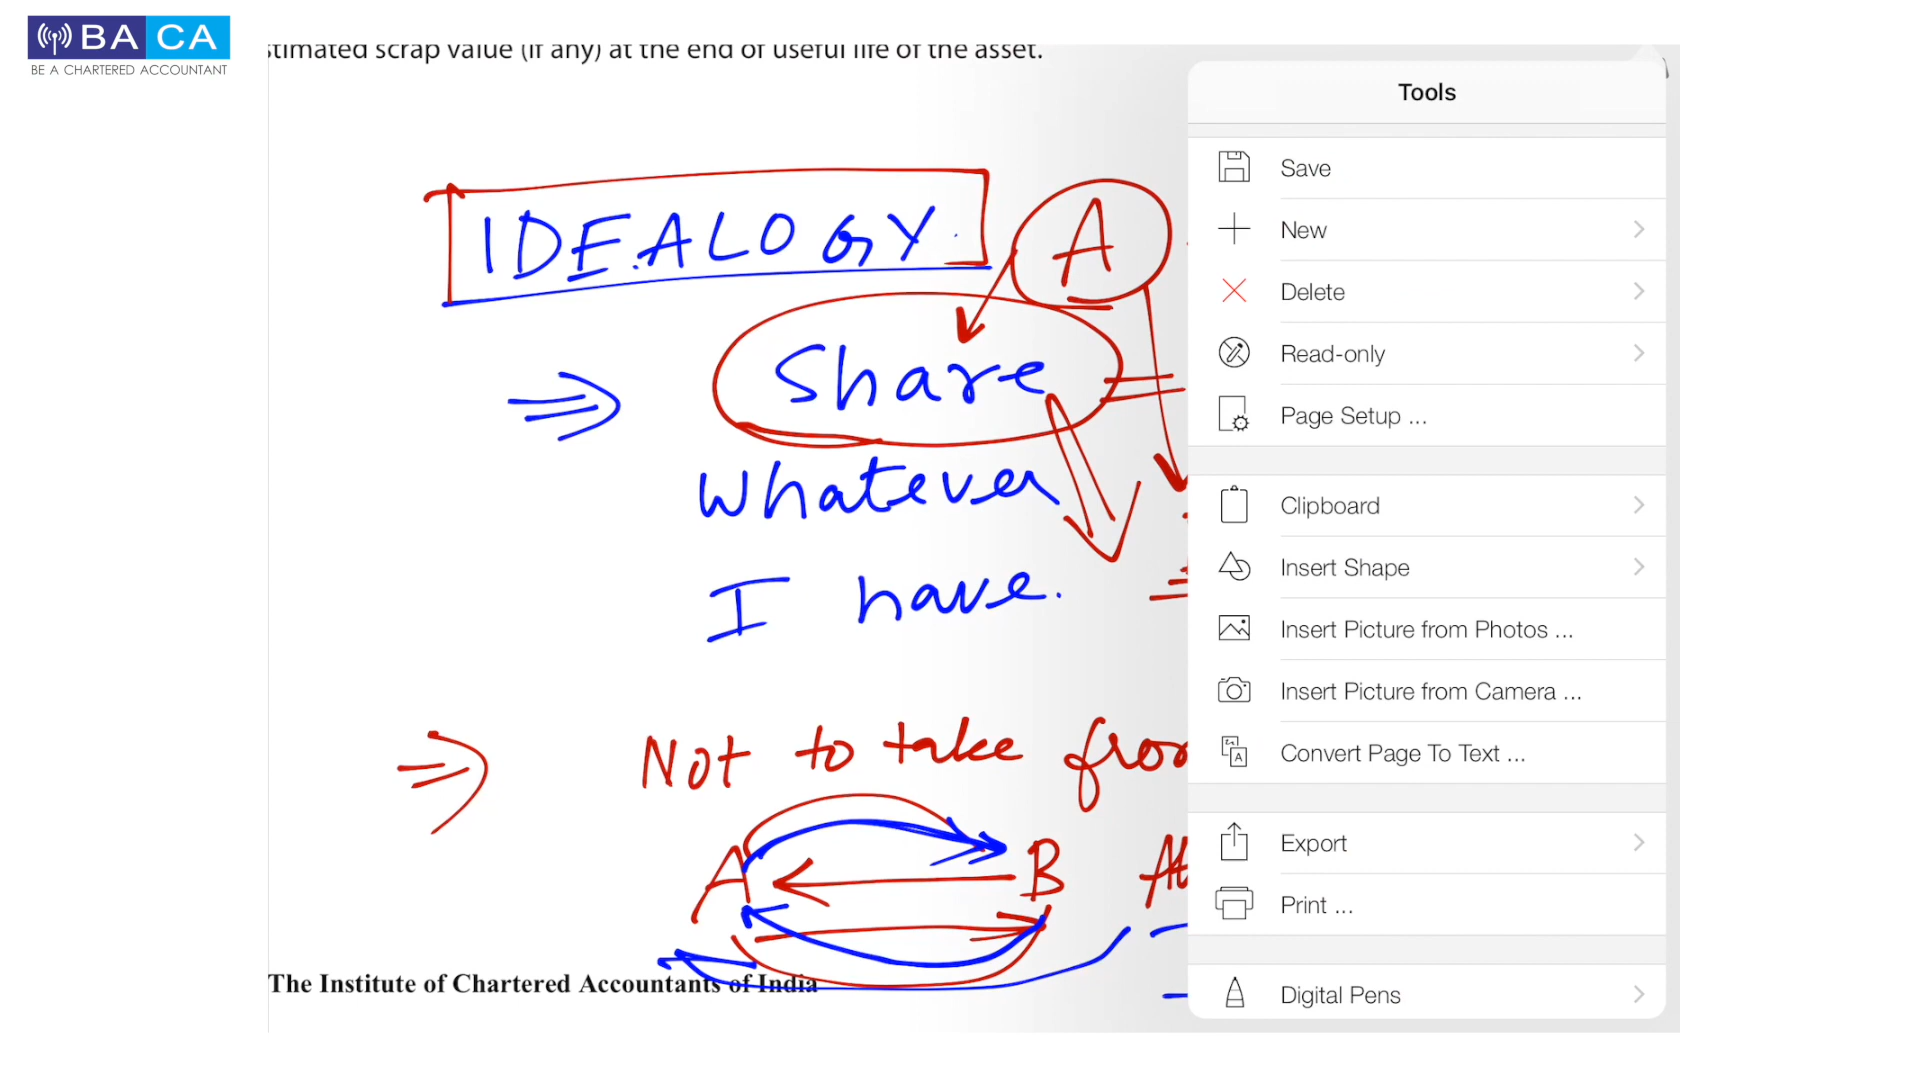 BA CA
BE A CHARTERED ACCOUNTANT
stimated scrap value (if any) at the end of useful life of the asset.
IDEALOGY.
A
Share
Whatever
I have.
Not to take from
A B
The Institute of Chartered Accountants of India
Tools
Save
New
Delete
Read-only
Page Setup ...
Clipboard
Insert Shape
Insert Picture from Photos ...
Insert Picture from Camera ...
Convert Page To Text ...
Export
Print ...
Digital Pens